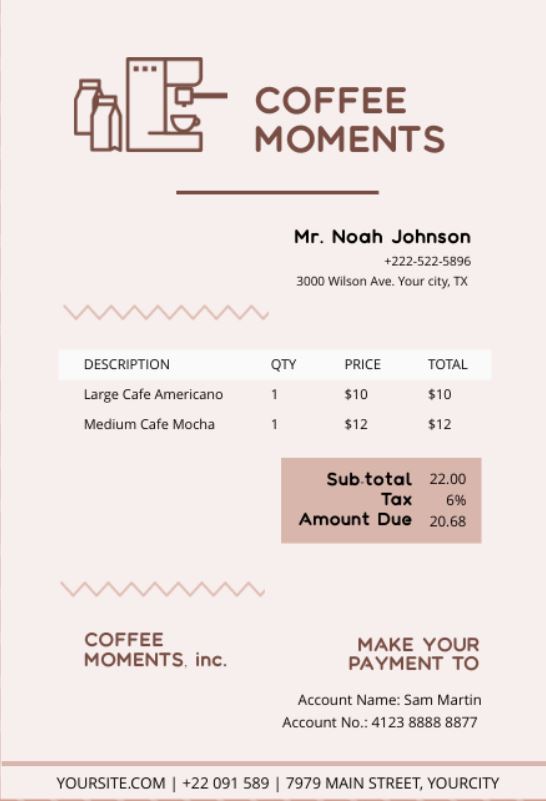 COFFEE
MOMENTS
Mr. Noah Johnson
+222-522-5896
3000 Wilson Ave. Your city, TX
DESCRIPTION QTY PRICE TOTAL
Large Cafe Americano 1 $10 $10
Medium Cafe Mocha 1 $12 $12
Sub-total 22.00
Tax 6%
Amount Due 20.68
COFFEE
MOMENTS, inc.
MAKE YOUR
PAYMENT TO
Account Name: Sam Martin
Account No.: 4123 8888 8877
YOURSITE.COM | +22 091 589 | 7979 MAIN STREET, YOURCITY